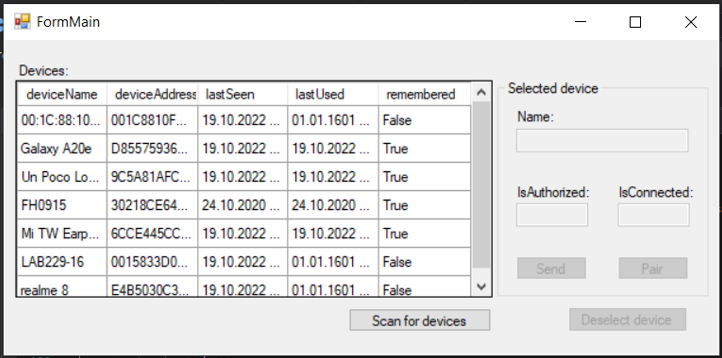 FormMain
Devices:
deviceName deviceAddress lastSeen lastUsed remembered
00:1C:88:10... 001C8810F... 19.10.2022 ... 01.01.1601 ... False
Galaxy A20e D85575936... 19.10.2022 ... 19.10.2022 ... True
Un Poco Lo... 9C5A81AFC... 19.10.2022 ... 19.10.2022 ... True
FH0915 30218CE64... 24.10.2020 ... 24.10.2020 ... True
Mi TW Earp... 6CCE445CC... 19.10.2022 ... 19.10.2022 ... True
LAB229-16 0015833D0... 19.10.2022 ... 01.01.1601 ... False
realme 8 E4B5030C3... 19.10.2022 ... 01.01.1601 ... False
Scan for devices
Selected device
Name:
IsAuthorized: IsConnected:
Send Pair
Deselect device